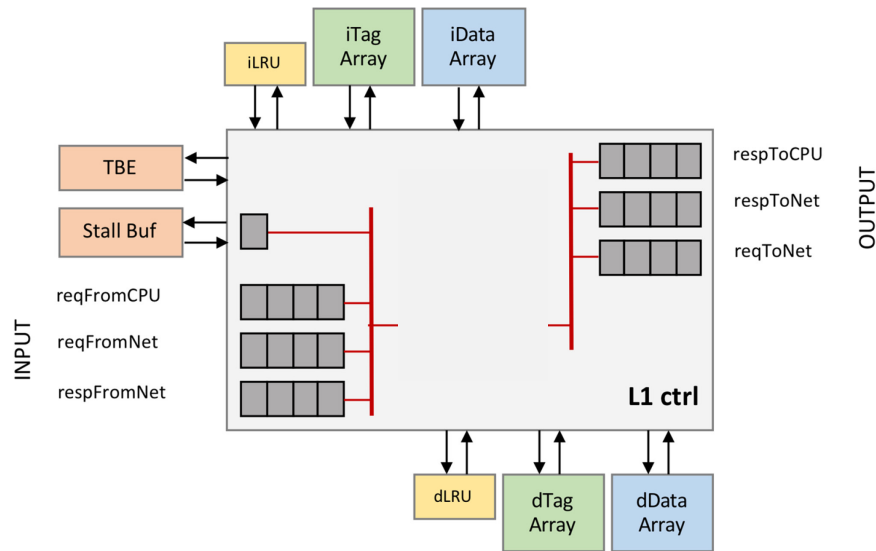 iLRU
iTag
Array
iData
Array
TBE
Stall Buf
reqFromCPU
reqFromNet
respFromNet
INPUT
respToCPU
respToNet
reqToNet
OUTPUT
L1 ctrl
dLRU
dTag
Array
dData
Array